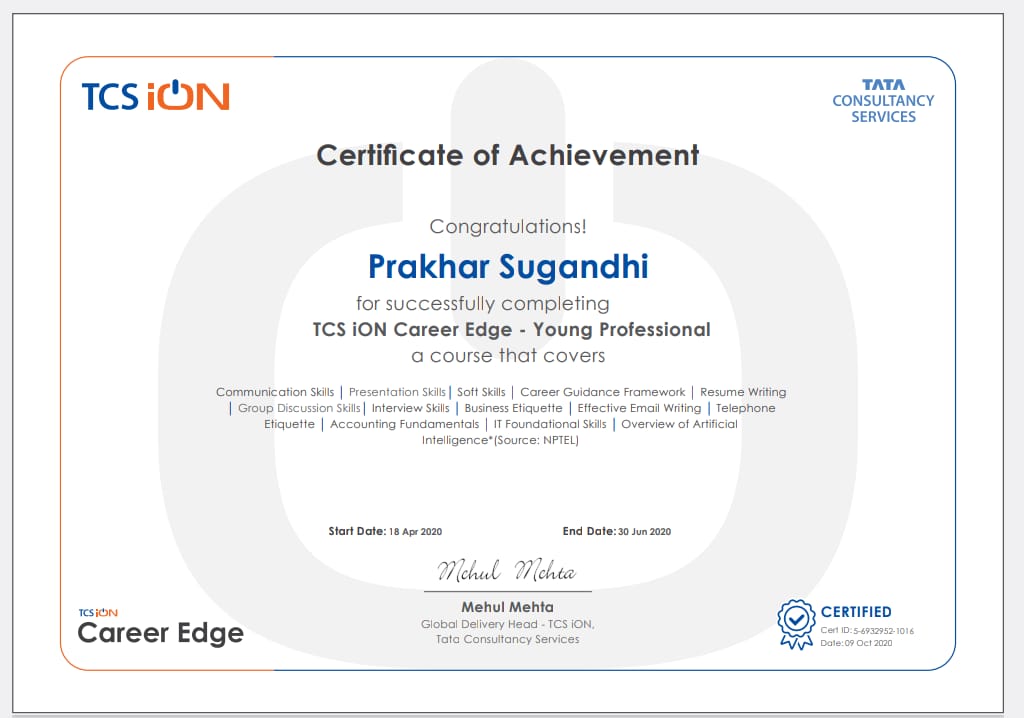 TCS iON
TATA
CONSULTANCY
SERVICES
Certificate of Achievement
Congratulations!
Prakhar Sugandhi
for successfully completing
TCS iON Career Edge - Young Professional
a course that covers
Communication Skills | Presentation Skills | Soft Skills | Career Guidance Framework | Resume Writing
| Group Discussion Skills | Interview Skills | Business Etiquette | Effective Email Writing | Telephone
Etiquette | Accounting Fundamentals | IT Foundational Skills | Overview of Artificial
Intelligence*(Source: NPTEL)
Start Date: 18 Apr 2020 End Date: 30 Jun 2020
Mehul Mehta
Mehul Mehta
Global Delivery Head - TCS iON,
Tata Consultancy Services
TCS iON
Career Edge
CERTIFIED
Cert ID: 5-6932952-1016
Date: 09 Oct 2020